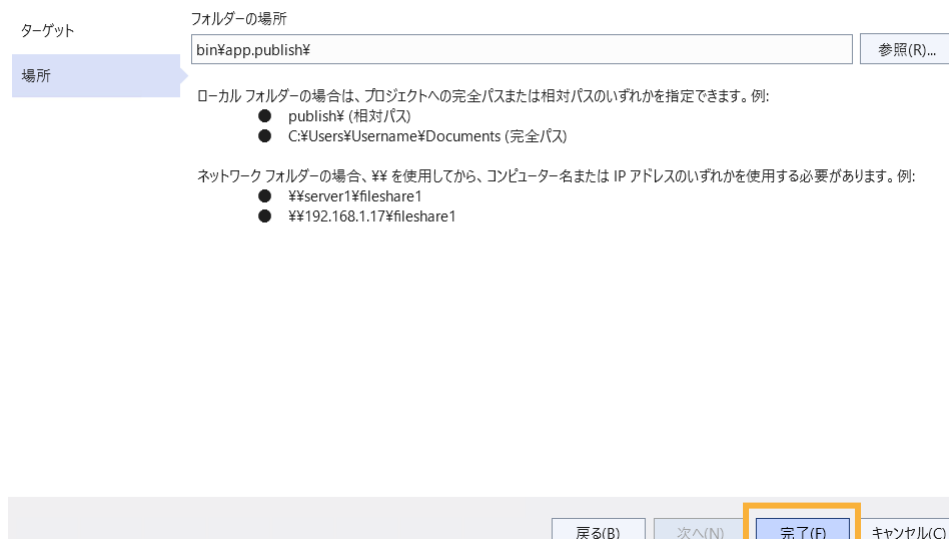 ターゲット
場所
フォルダーの場所
bin¥app.publish¥
参照(R)...
ローカル フォルダーの場合は、プロジェクトへの完全パスまたは相対パスのいずれかを指定できます。例:
● publish¥ (相対パス)
● C:¥Users¥Username¥Documents (完全パス)
ネットワーク フォルダーの場合、¥¥ を使用してから、コンピューター名または IP アドレスのいずれかを使用する必要があります。例:
● ¥¥server1¥fileshare1
● ¥¥192.168.1.17¥fileshare1
戻る(B)
次へ(N)
完了(F)
キャンセル(C)